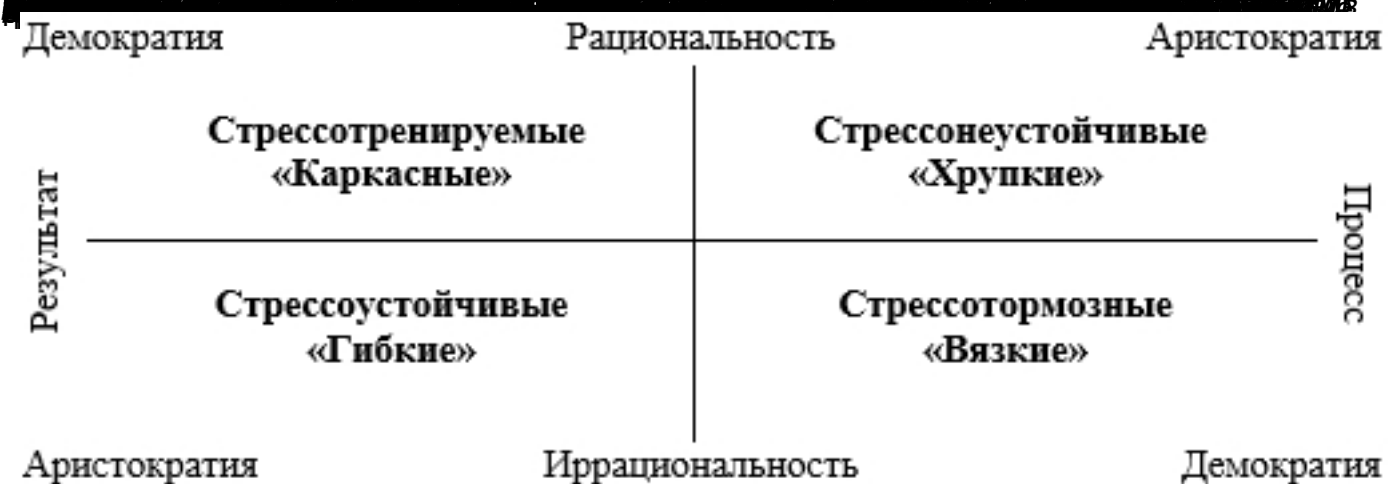 Демократия Рациональность Аристократия
Стрессотренируемые Стрессонеустойчивые
«Каркасные» «Хрупкие»
Результат
Процесс
Стрессоустойчивые Стрессотормозные
«Гибкие» «Вязкие»
Аристократия Иррациональность Демократия